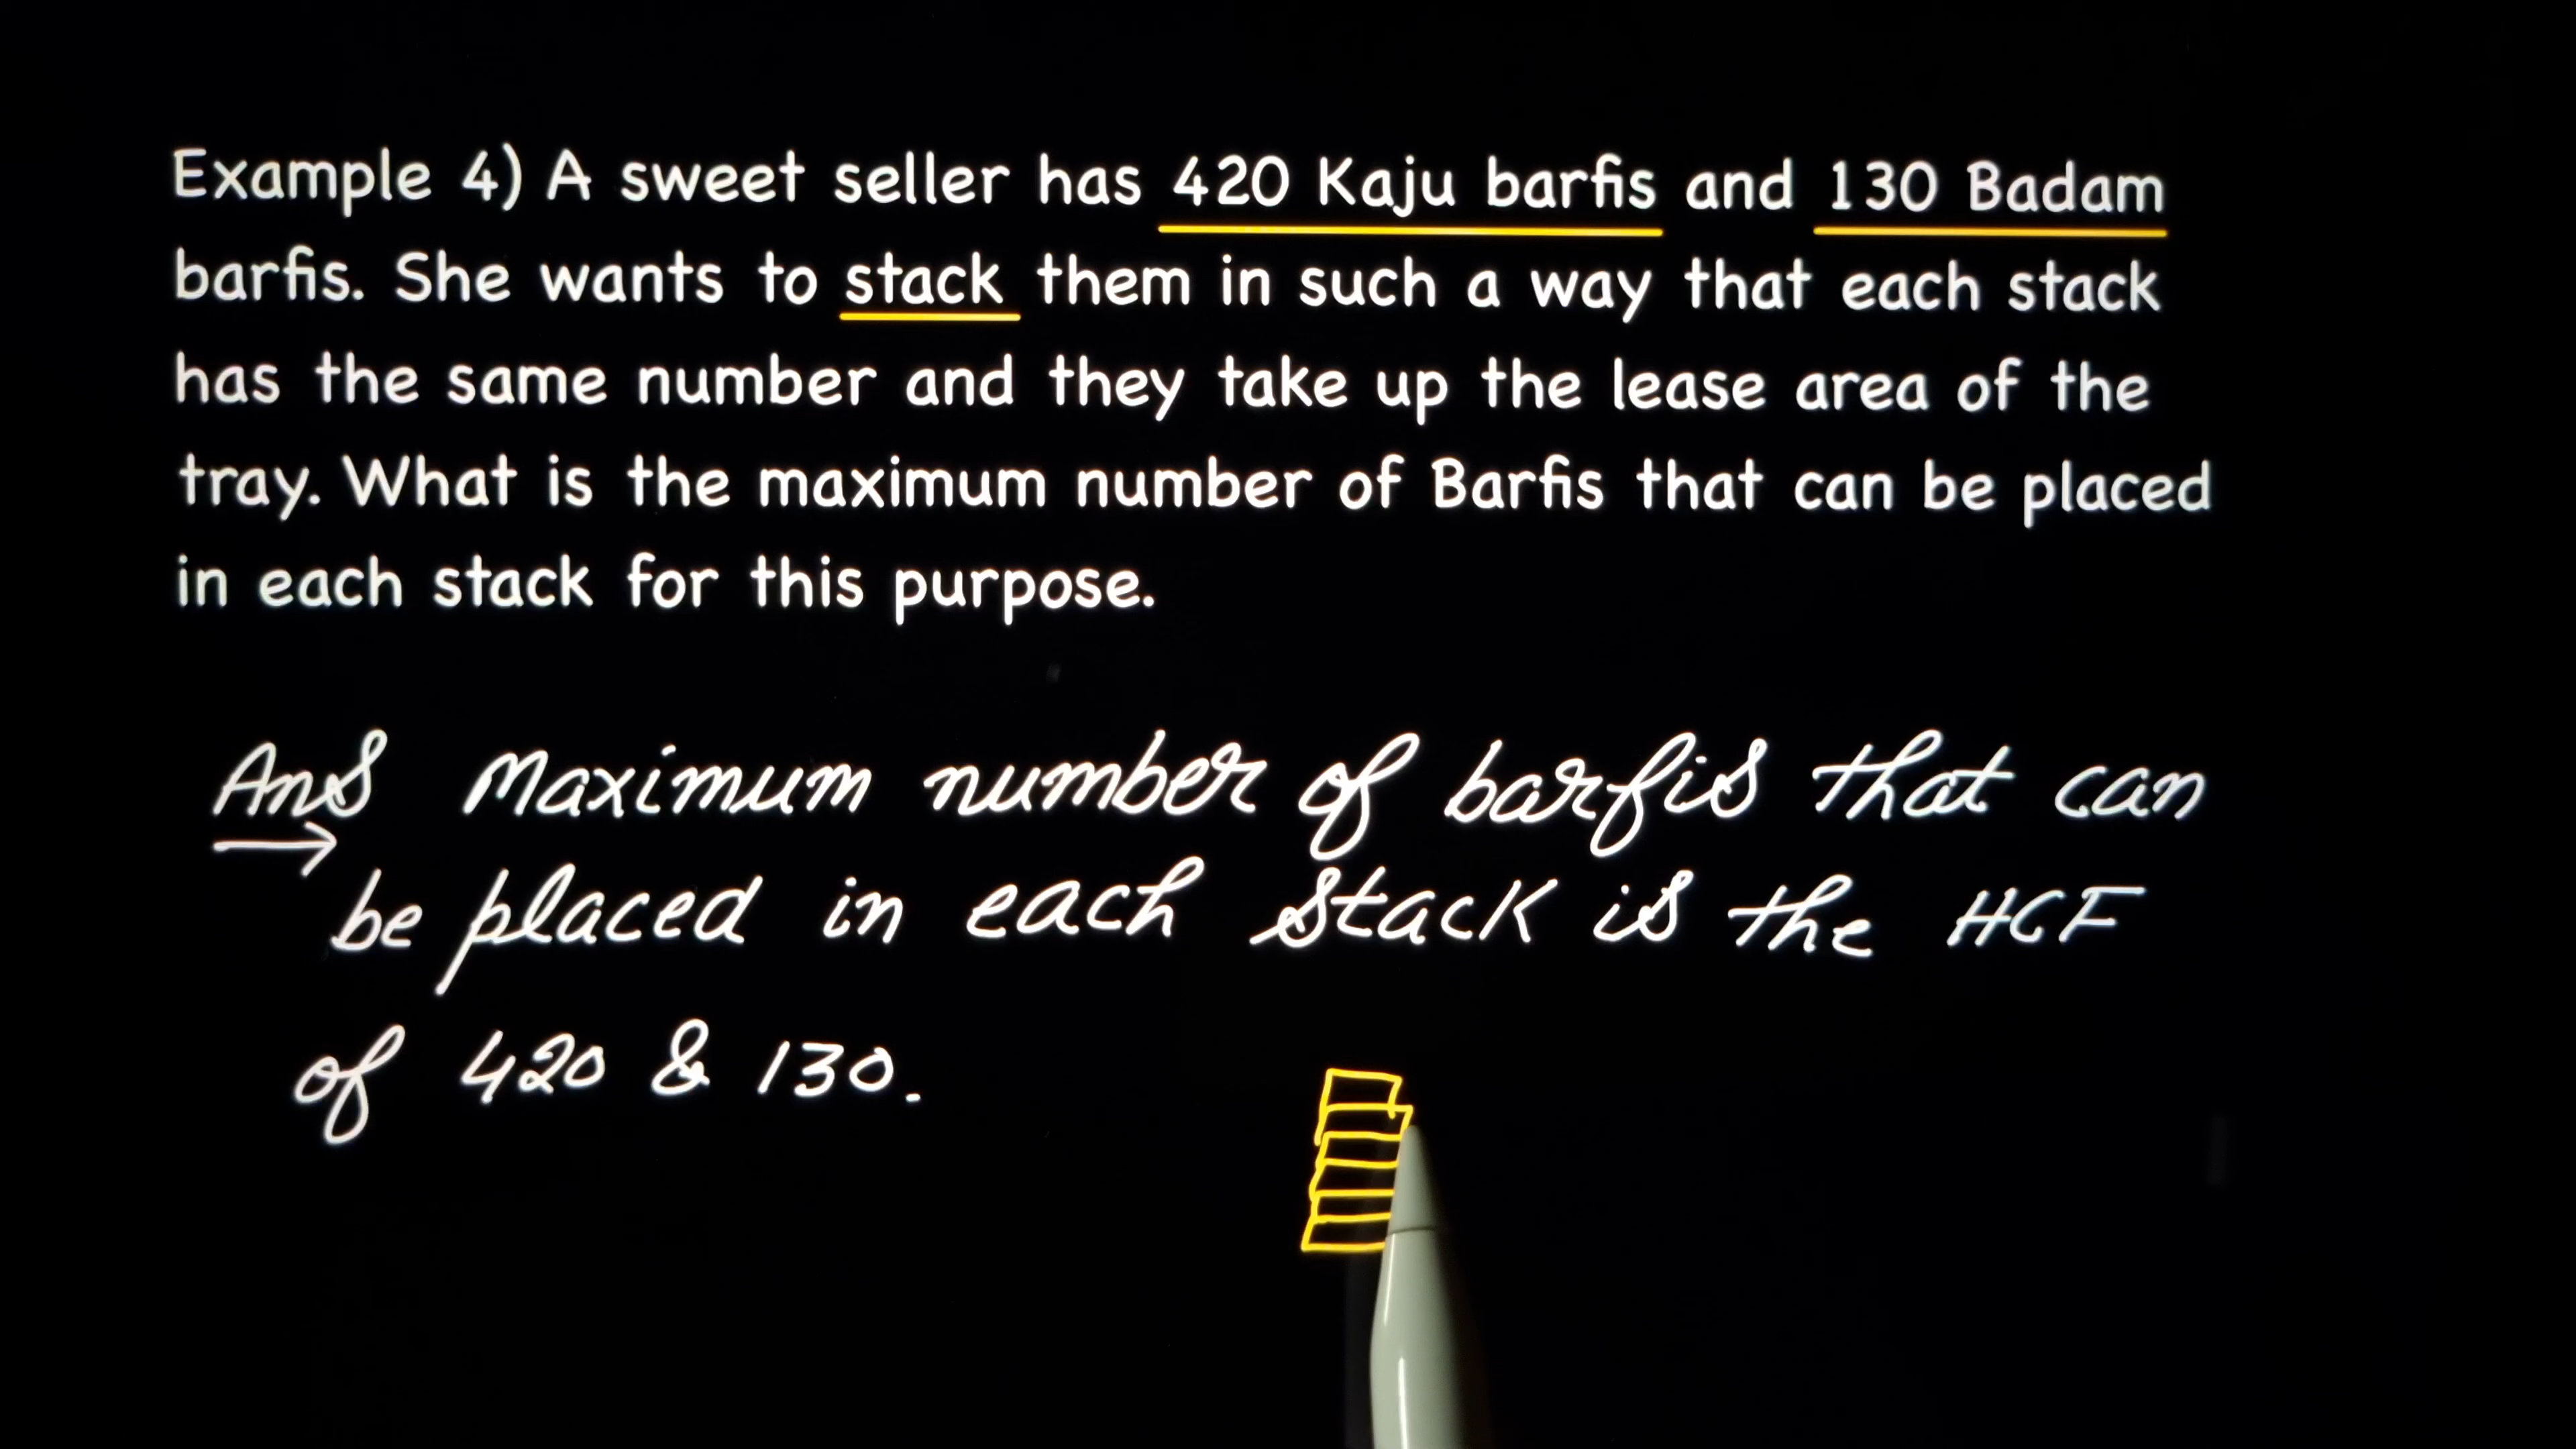 Example 4) A sweet seller has 420 Kaju barfis and 130 Badam
barfis. She wants to stack them in such a way that each stack
has the same number and they take up the lease area of the
tray. What is the maximum number of Barfis that can be placed
in each stack for this purpose.
Ans Maximum number of barfis that can
be placed in each stack is the HCF
of 420 & 130.